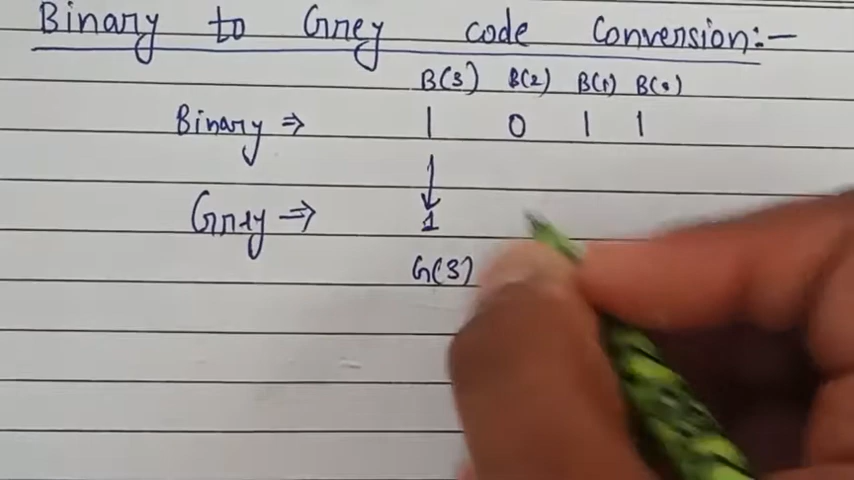 Binary to Grey code Conversion:-
B(3) B(2) B(1) B(0)
Binary ⇒ 1 0 1 1
Grey ⇒ 1
G(3)